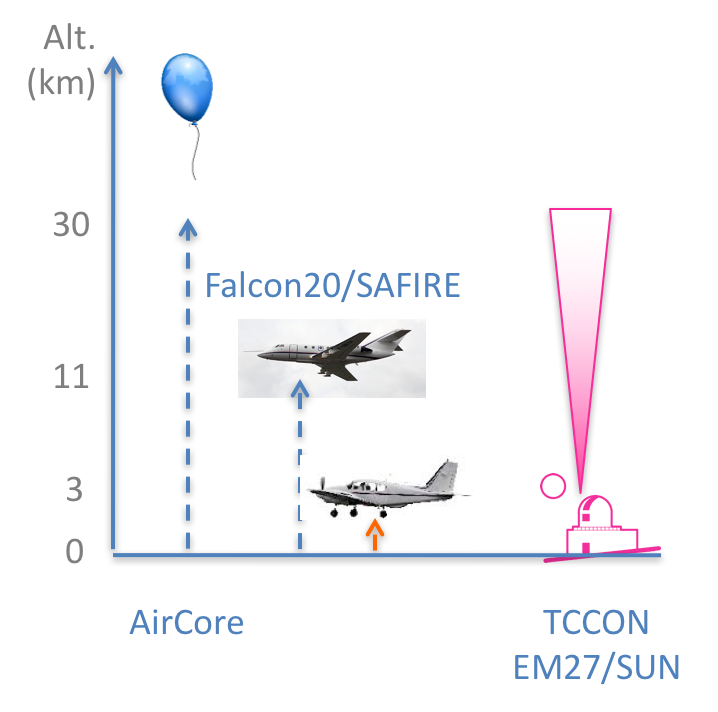 Alt.
(km)
30
Falcon20/SAFIRE
11
3
0
AirCore
TCCON
EM27/SUN